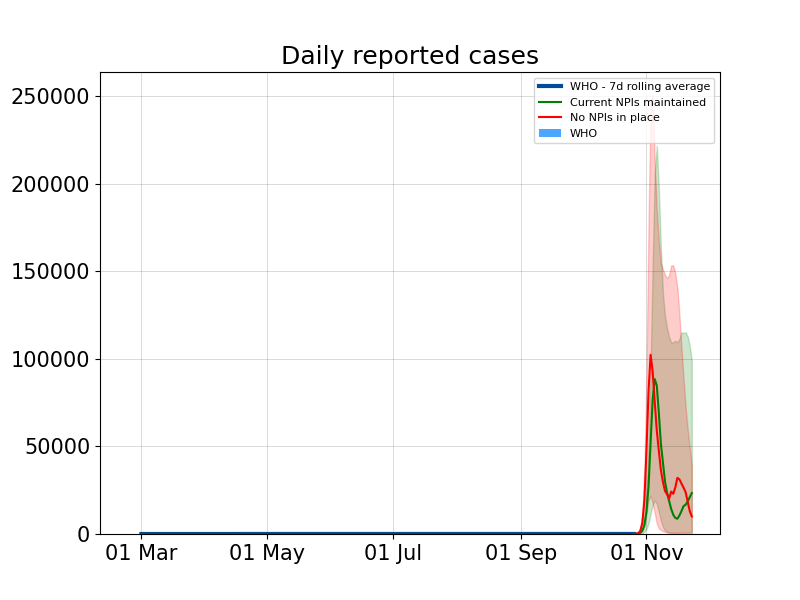 Daily reported cases
250000
200000
150000
100000
50000
0
WHO - 7d rolling average
Current NPIs maintained
No NPIs in place
WHO
01 Mar
01 May
01 Jul
01 Sep
01 Nov